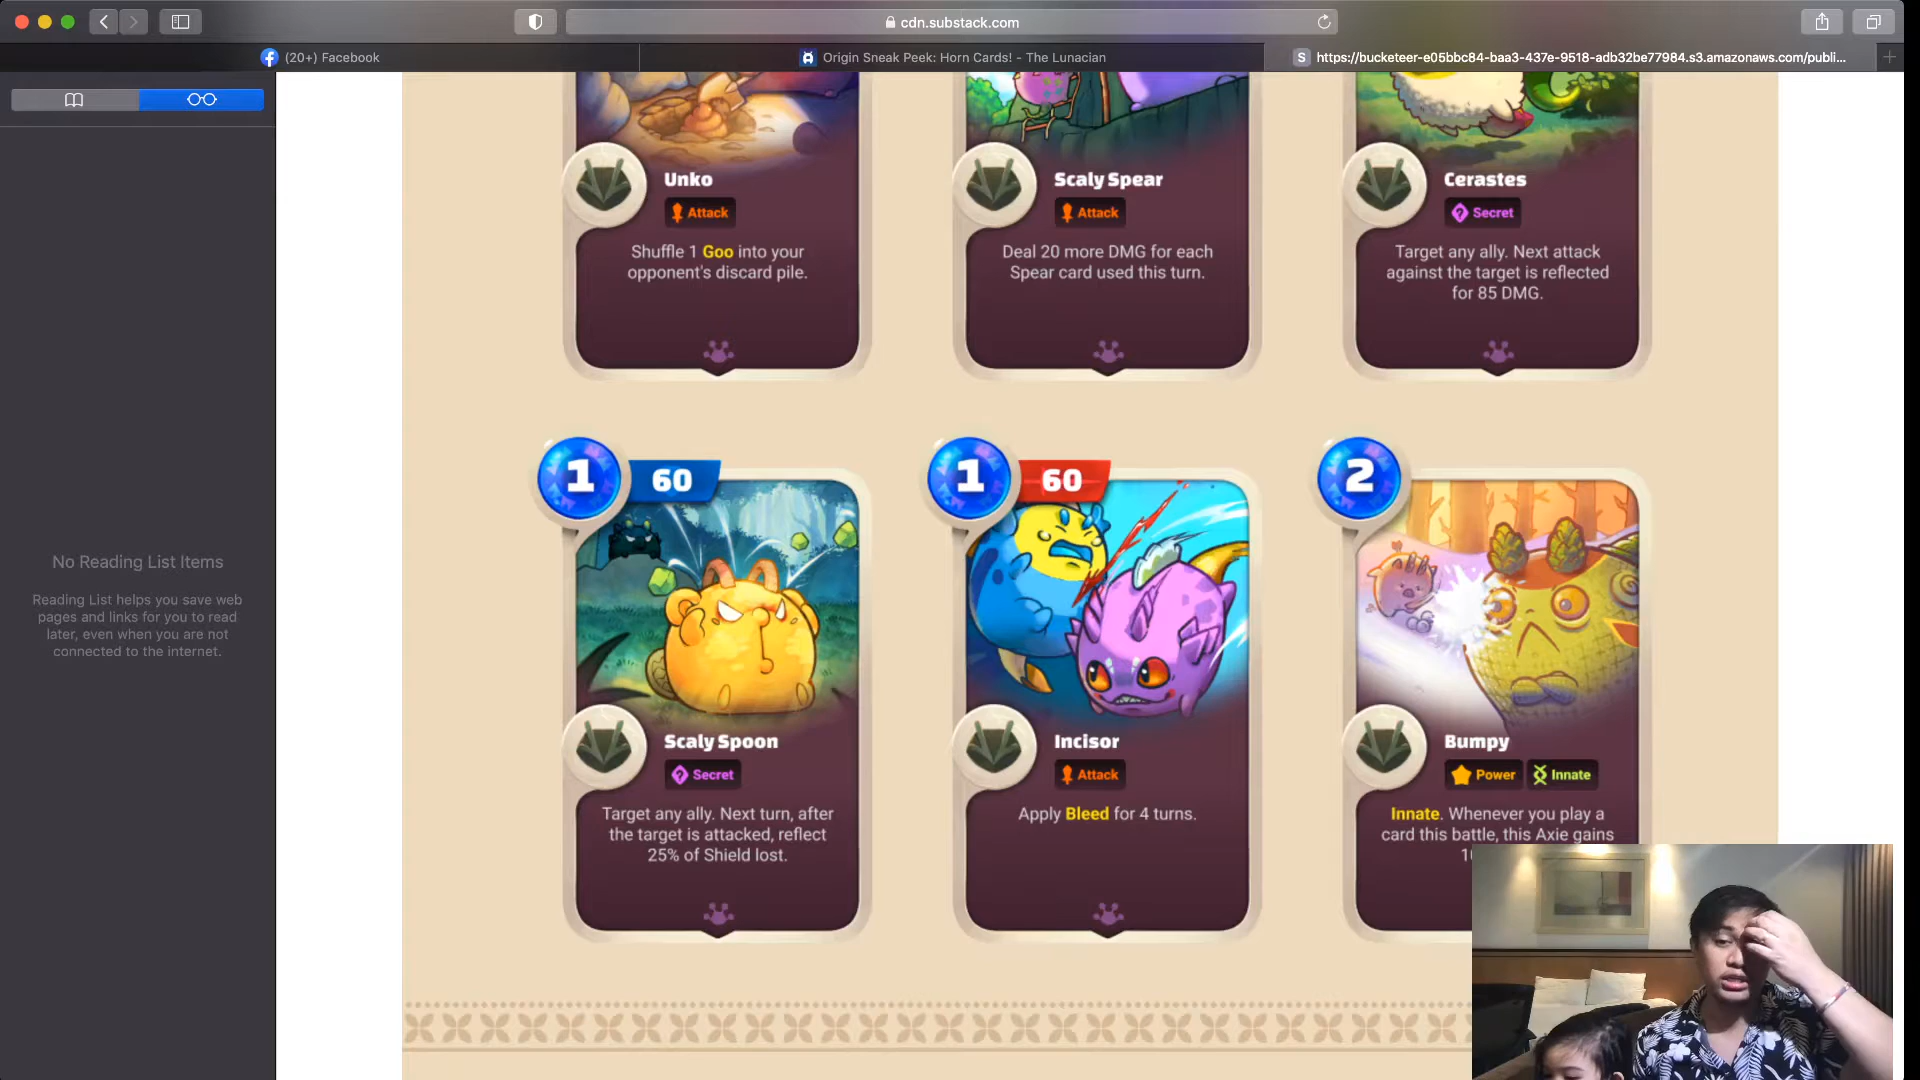 cdn.substack.com
(20+) Facebook
Origin Sneak Peek: Horn Cards! - The Lunacian
S
https://bucketeer-e05bbc84-baa3-437e-9518-adb32be77984.s3.amazonaws.com/publi...
No Reading List Items
Reading List helps you save web
pages and links for you to read
later, even when you are not
connected to the internet.
Unko
Attack
Shuffle 1 Goo into your
opponent's discard pile.
Scaly Spear
Attack
Deal 20 more DMG for each
Spear card used this turn.
Cerastes
Secret
Target any ally. Next attack
against the target is reflected
for 85 DMG.
1
60
Scaly Spoon
Secret
Target any ally. Next turn, after
the target is attacked, reflect
25% of Shield lost.
1
60
Incisor
Attack
Apply Bleed for 4 turns.
2
Bumpy
Power
Innate
Innate. Whenever you play a
card this battle, this Axie gains